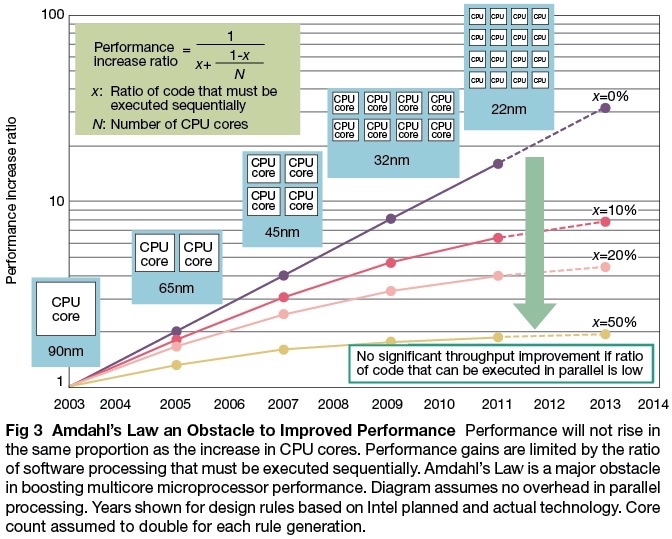 100
10
1
Performance increase ratio
Performance
increase ratio
=
1
x+
1-x
N
x: Ratio of code that must be
executed sequentially
N: Number of CPU cores
CPU
core
90nm
CPU
core
CPU
core
65nm
CPU
core
CPU
core
CPU
core
CPU
core
45nm
CPU
core
CPU
core
CPU
core
CPU
core
CPU
core
CPU
core
CPU
core
CPU
core
32nm
CPU CPU CPU CPU
CPU CPU CPU CPU
CPU CPU CPU CPU
CPU CPU CPU CPU
22nm
x=0%
x=10%
x=20%
x=50%
No significant throughput improvement if ratio
of code that can be executed in parallel is low
2003 2004 2005 2006 2007 2008 2009 2010 2011 2012 2013 2014
Fig 3 Amdahl's Law an Obstacle to Improved Performance Performance will not rise in
the same proportion as the increase in CPU cores. Performance gains are limited by the ratio
of software processing that must be executed sequentially. Amdahl's Law is a major obstacle
in boosting multicore microprocessor performance. Diagram assumes no overhead in parallel
processing. Years shown for design rules based on Intel planned and actual technology. Core
count assumed to double for each rule generation.